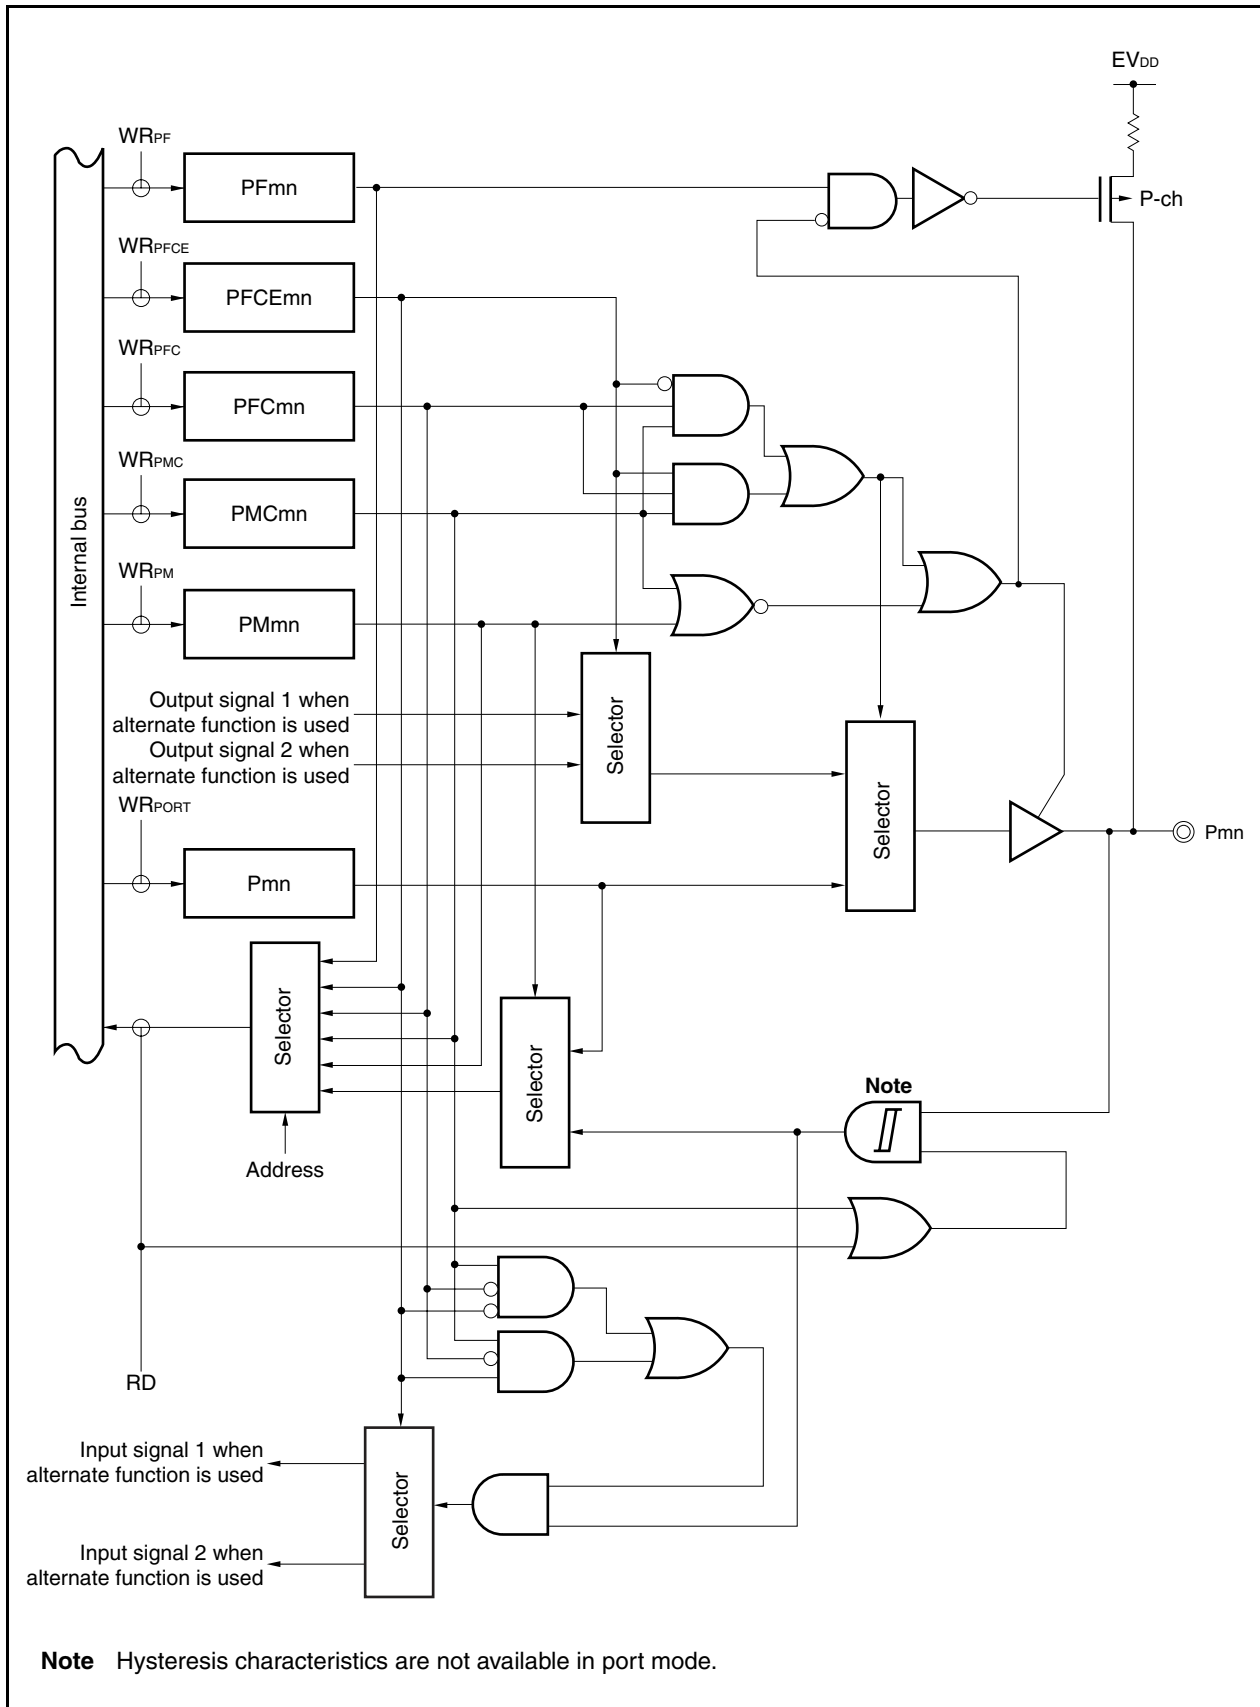 EVDD
WRPF
PFmn
P-ch
WRPFCE
PFCEmn
WRPFC
PFCmn
WRPMC
PMCmn
Internal bus
WRPM
PMmn
Output signal 1 when
alternate function is used
Output signal 2 when
alternate function is used
Selector
Selector
WRPORT
Pmn
Pmn
Selector
Selector
Note
Address
RD
Input signal 1 when
alternate function is used
Selector
Input signal 2 when
alternate function is used
Note Hysteresis characteristics are not available in port mode.